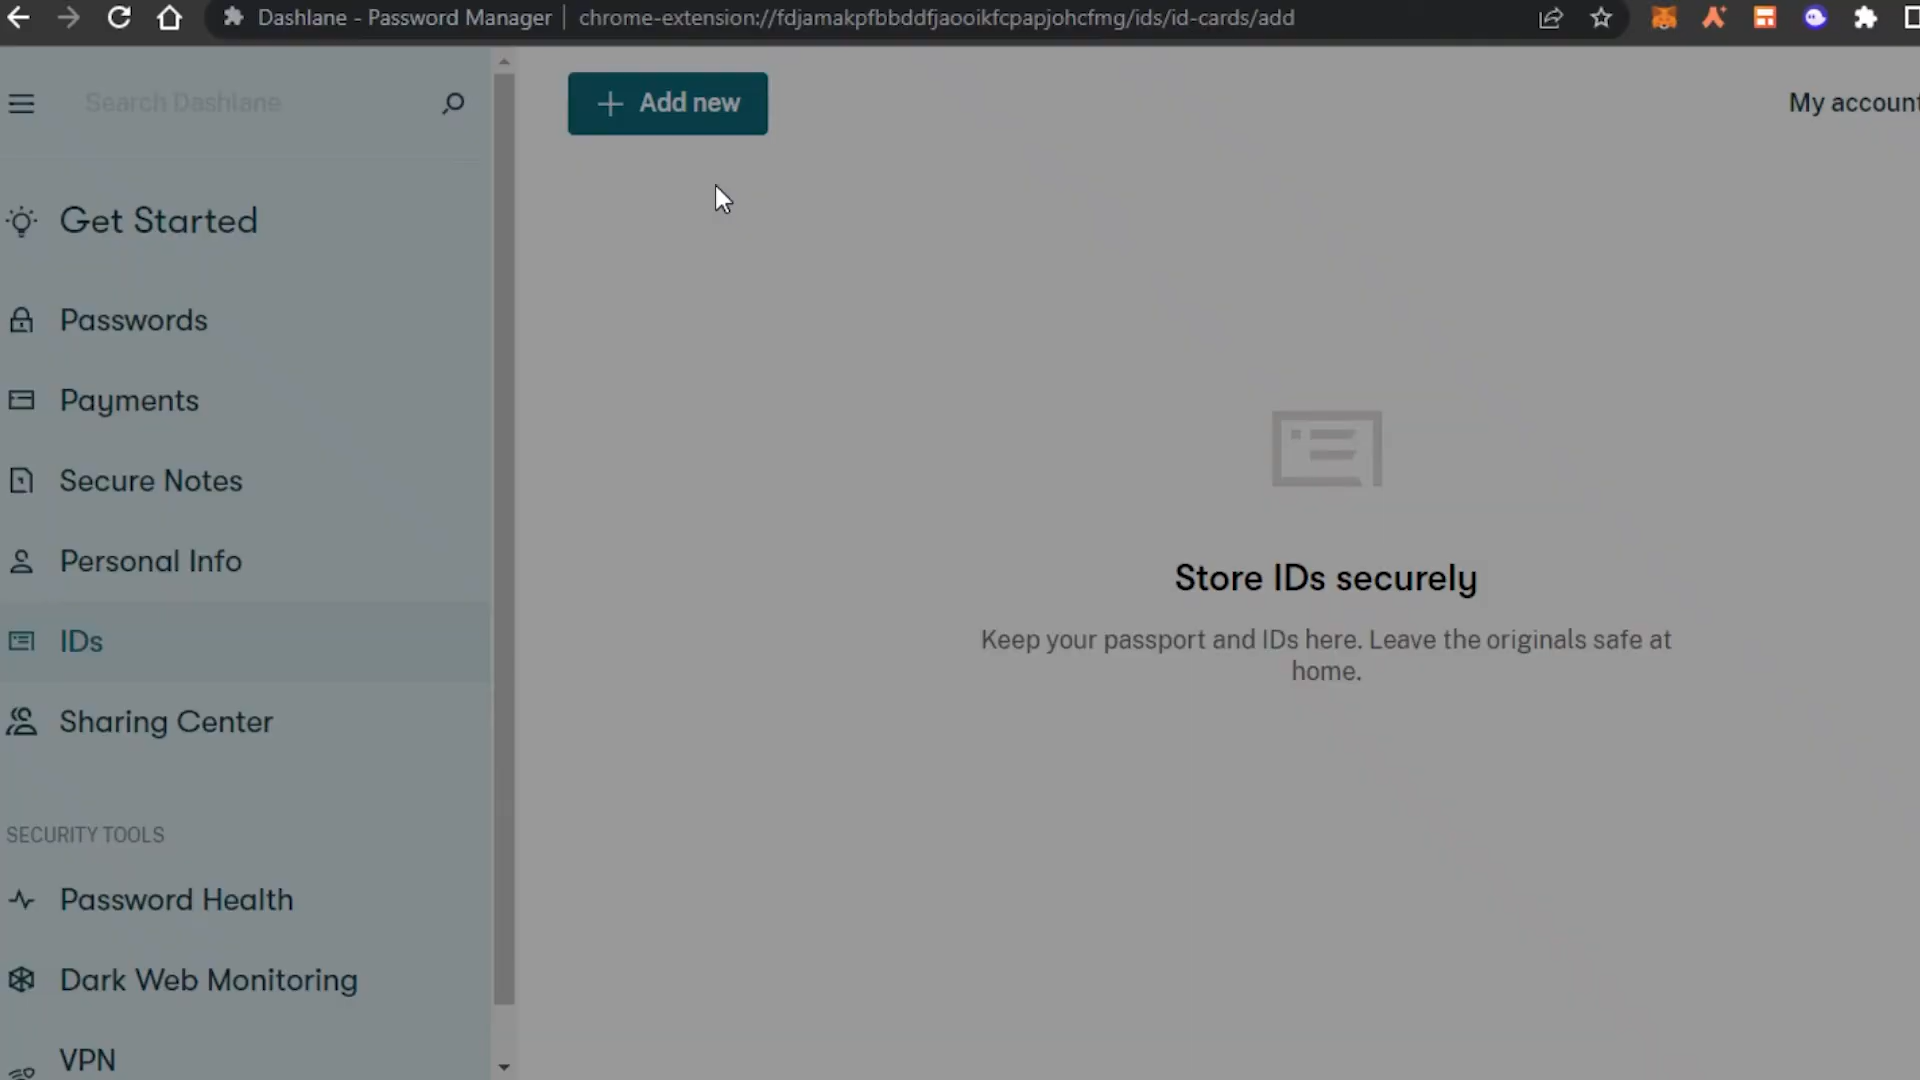 Dashlane - Password Manager | chrome-extension://fdjamakpfbbddfjaooikfcpapjohcfmg/ids/id-cards/add
Search Dashlane
Add new
My account
Get Started
Passwords
Payments
Secure Notes
Personal Info
IDs
Sharing Center
Store IDs securely
Keep your passport and IDs here. Leave the originals safe at
home.
SECURITY TOOLS
Password Health
Dark Web Monitoring
VPN